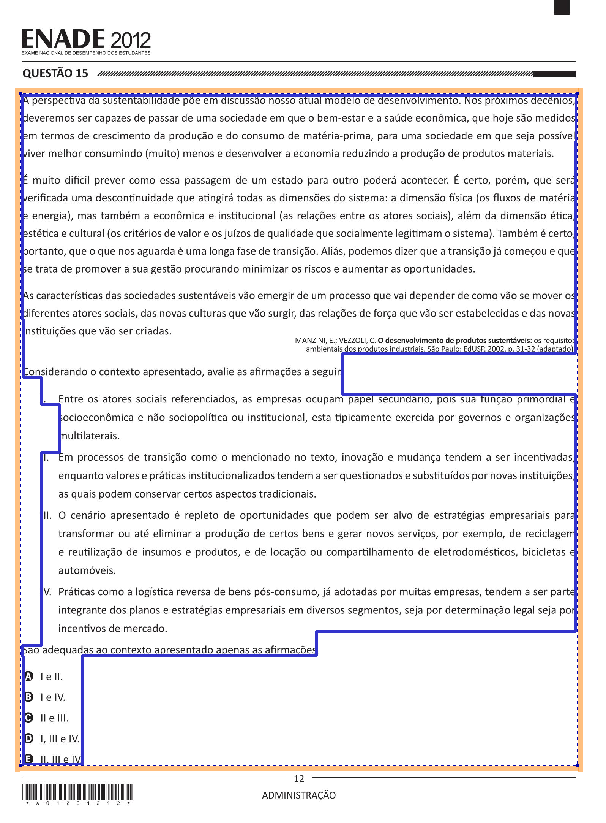 ENADE 2012
EXAME NACIONAL DE DESEMPENHO DOS ESTUDANTES
QUESTÃO 15
A perspectiva da sustentabilidade põe em discussão nosso atual modelo de desenvolvimento. Nos próximos decênios,
deveremos ser capazes de passar de uma sociedade em que o bem-estar e a saúde econômica, que hoje são medidos
em termos de crescimento da produção e do consumo de matéria-prima, para uma sociedade em que seja possível
viver melhor consumindo (muito) menos e desenvolver a economia reduzindo a produção de produtos materiais.
É muito difícil prever como essa passagem de um estado para outro poderá acontecer. É certo, porém, que será
verificada uma descontinuidade que atingirá todas as dimensões do sistema: a dimensão física (os fluxos de matéria
e energia), mas também a econômica e institucional (as relações entre os atores sociais), além da dimensão ética,
estética e cultural (os critérios de valor e os juízos de qualidade que socialmente legitimam o sistema). Também é certo,
portanto, que o que nos aguarda é uma longa fase de transição. Aliás, podemos dizer que a transição já começou e que
se trata de promover a sua gestão procurando minimizar os riscos e aumentar as oportunidades.
As características das sociedades sustentáveis vão emergir de um processo que vai depender de como vão se mover os
diferentes atores sociais, das novas culturas que vão surgir, das relações de força que vão ser estabelecidas e das novas
instituições que vão ser criadas.
MANZINI, E.; VEZZOLI, C. O desenvolvimento de produtos sustentáveis: os requisitos
ambientais dos produtos industriais. São Paulo: EdUSP, 2002, p. 31-32 (adaptado).
Considerando o contexto apresentado, avalie as afirmações a seguir.
I. Entre os atores sociais referenciados, as empresas ocupam papel secundário, pois sua função primordial é
socioeconômica e não sociopolítica ou institucional, esta tipicamente exercida por governos e organizações
multilaterais.
II. Em processos de transição como o mencionado no texto, inovação e mudança tendem a ser incentivadas,
enquanto valores e práticas institucionalizados tendem a ser questionados e substituídos por novas instituições,
as quais podem conservar certos aspectos tradicionais.
III. O cenário apresentado é repleto de oportunidades que podem ser alvo de estratégias empresariais para
transformar ou até eliminar a produção de certos bens e gerar novos serviços, por exemplo, de reciclagem
e reutilização de insumos e produtos, e de locação ou compartilhamento de eletrodomésticos, bicicletas e
automóveis.
IV. Práticas como a logística reversa de bens pós-consumo, já adotadas por muitas empresas, tendem a ser parte
integrante dos planos e estratégias empresariais em diversos segmentos, seja por determinação legal seja por
incentivos de mercado.
São adequadas ao contexto apresentado apenas as afirmações
A I e II.
B I e IV.
C II e III.
D I, III e IV.
E II, III e IV.
12
ADMINISTRAÇÃO